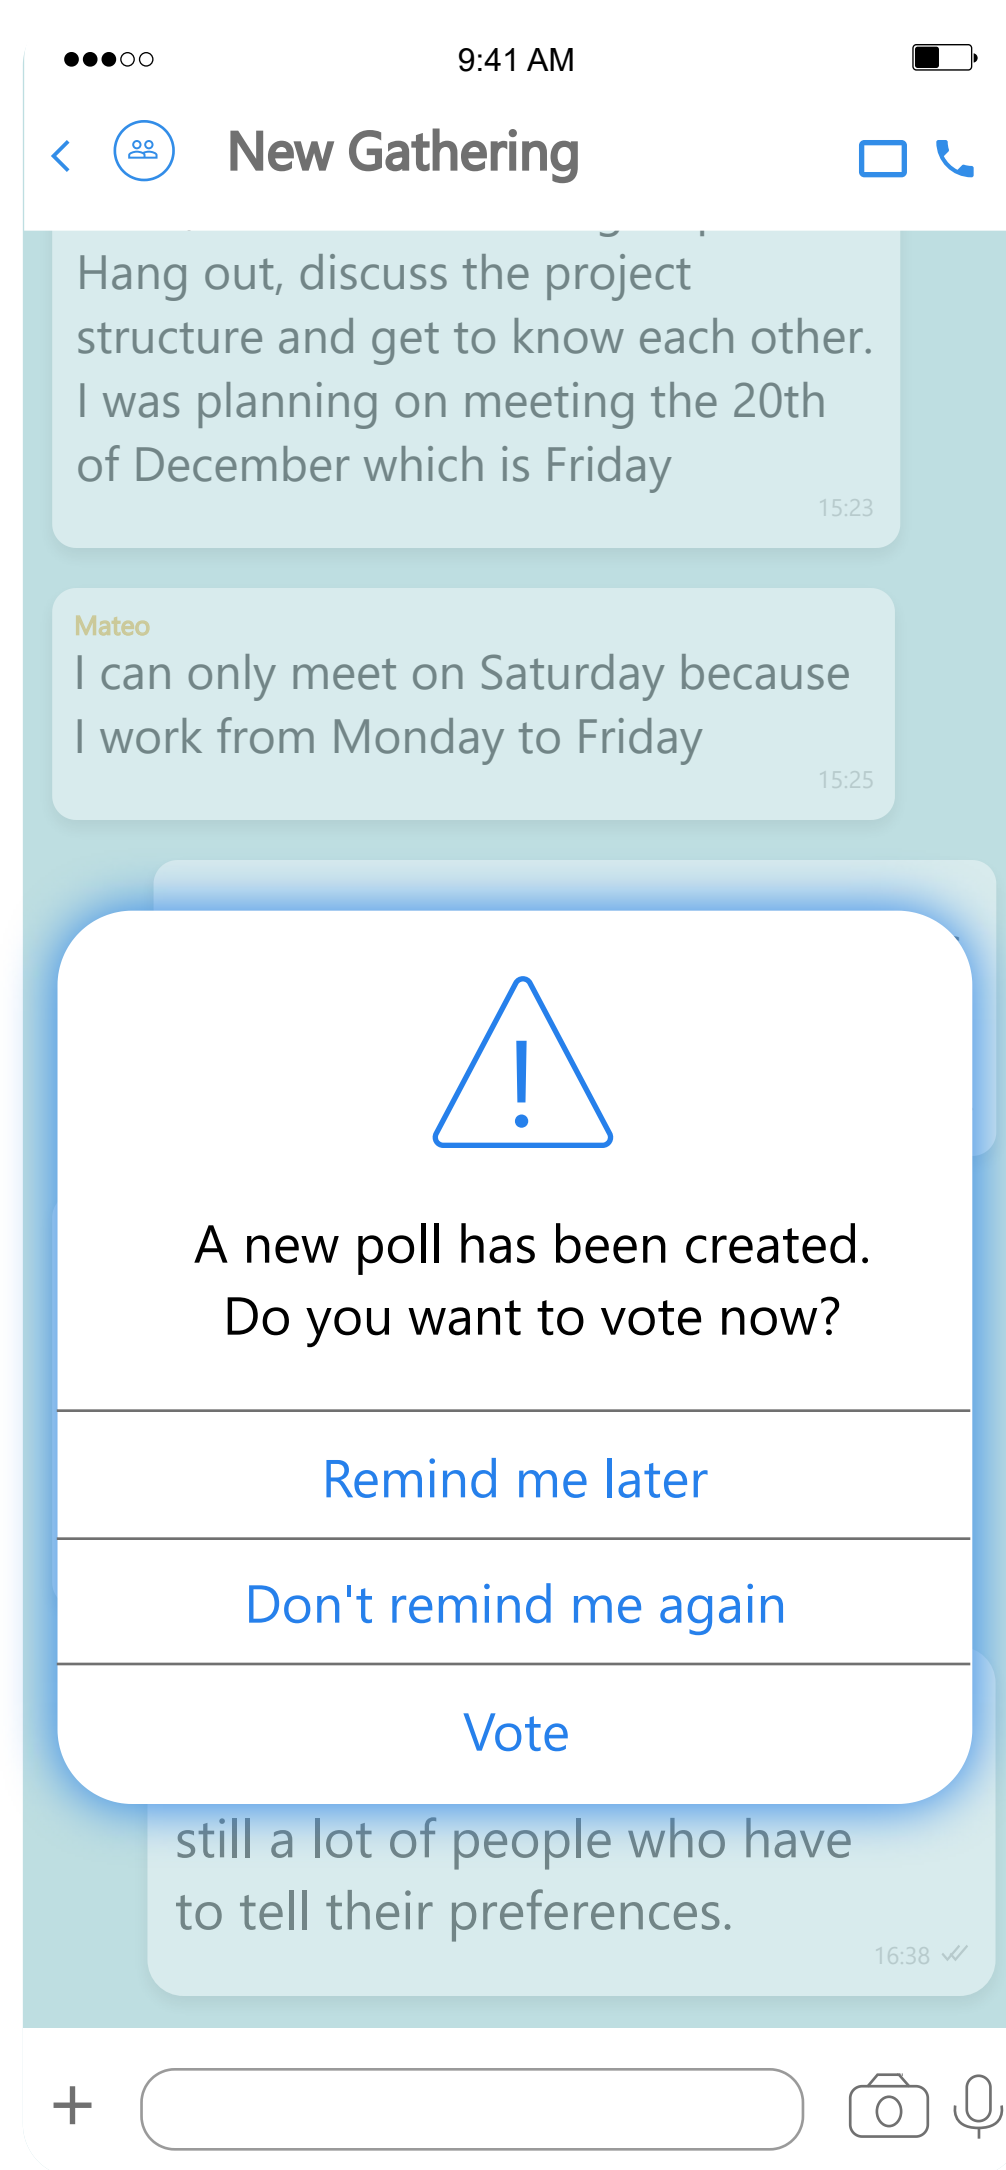 9:41 AM
New Gathering
Hang out, discuss the project
structure and get to know each other.
I was planning on meeting the 20th
of December which is Friday
15:23
Mateo
I can only meet on Saturday because
I work from Monday to Friday
15:25
A new poll has been created.
Do you want to vote now?
Remind me later
Don't remind me again
Vote
still a lot of people who have
to tell their preferences.
16:38